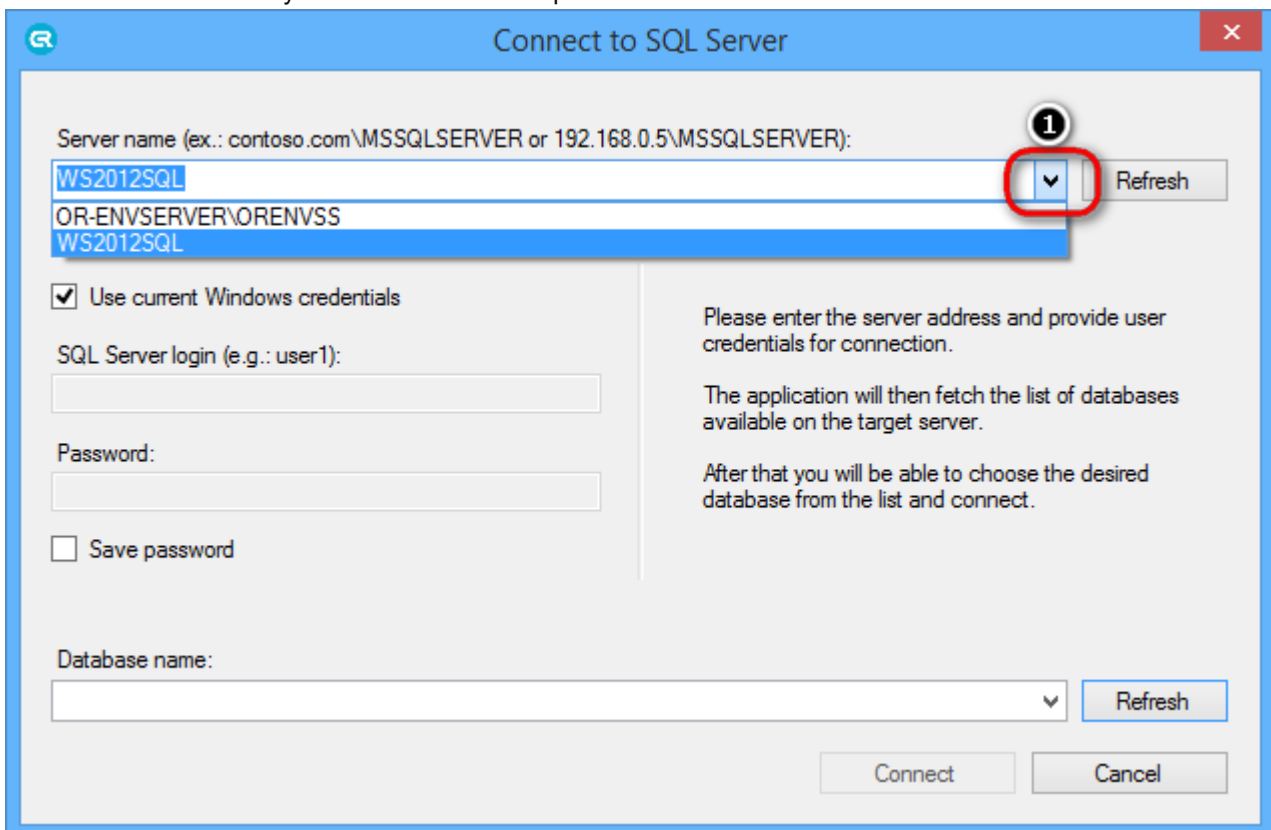 Connect to SQL Server
1
Server name (ex.: contoso.com\MSSQLSERVER or 192.168.0.5\MSSQLSERVER):
WS2012SQL
Refresh
OR-ENVSERVER\ORENVSS
WS2012SQL
Use current Windows credentials
SQL Server login (e.g.: user1):
Password:
Save password
Please enter the server address and provide user
credentials for connection.
The application will then fetch the list of databases
available on the target server.
After that you will be able to choose the desired
database from the list and connect.
Database name:
Refresh
Connect
Cancel